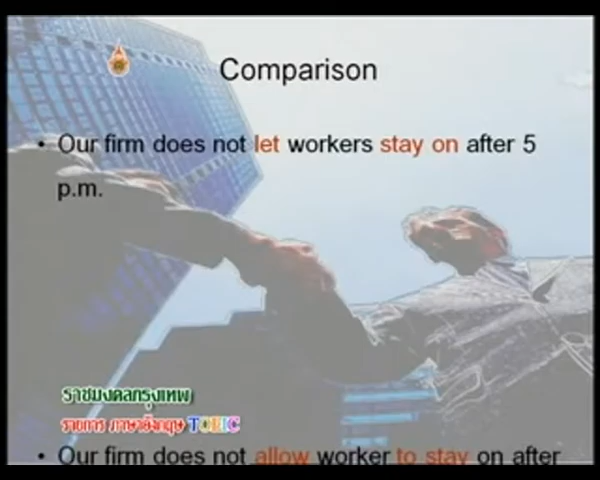 Comparison
• Our firm does not let workers stay on after 5
p.m.
ราชมงคลกรุงเทพ
รายการ ภาษาอังกฤษ TOEIC
• Our firm does not allow worker to stay on after